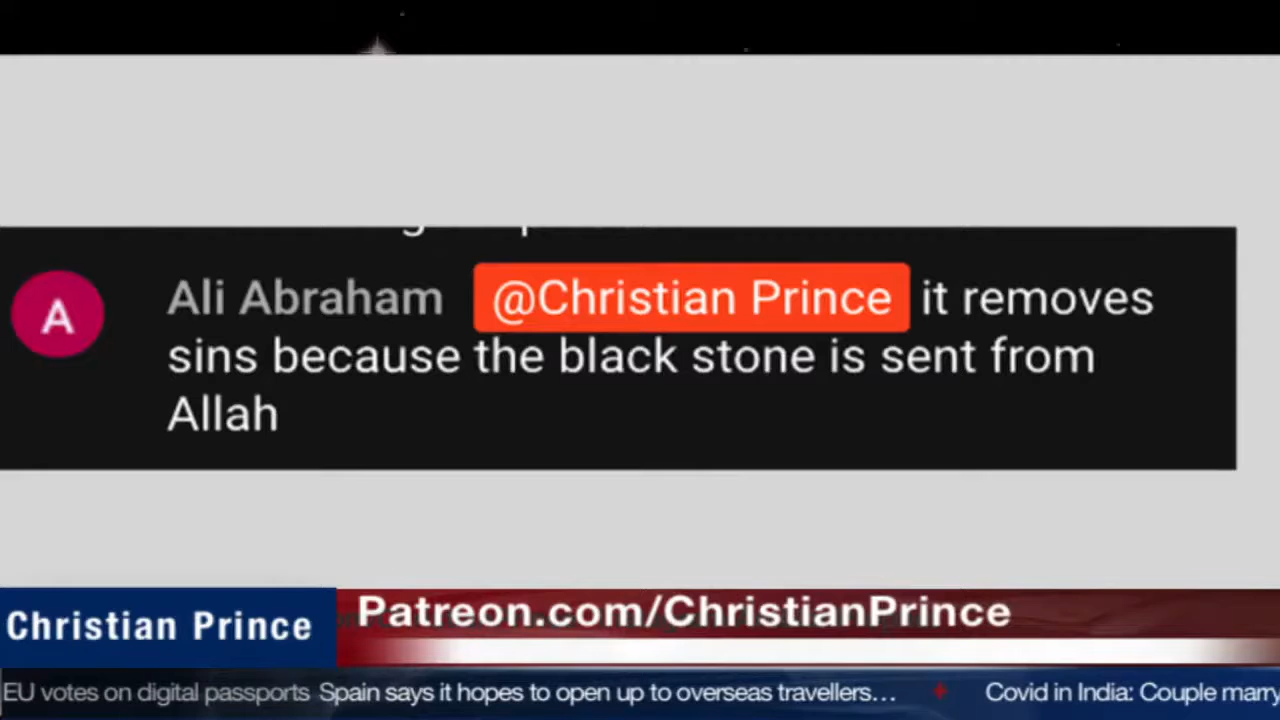 A
Ali Abraham @Christian Prince it removes
sins because the black stone is sent from
Allah
Christian Prince
Patreon.com/ChristianPrince
EU votes on digital passports Spain says it hopes to open up to overseas travellers... Covid in India: Couple marry